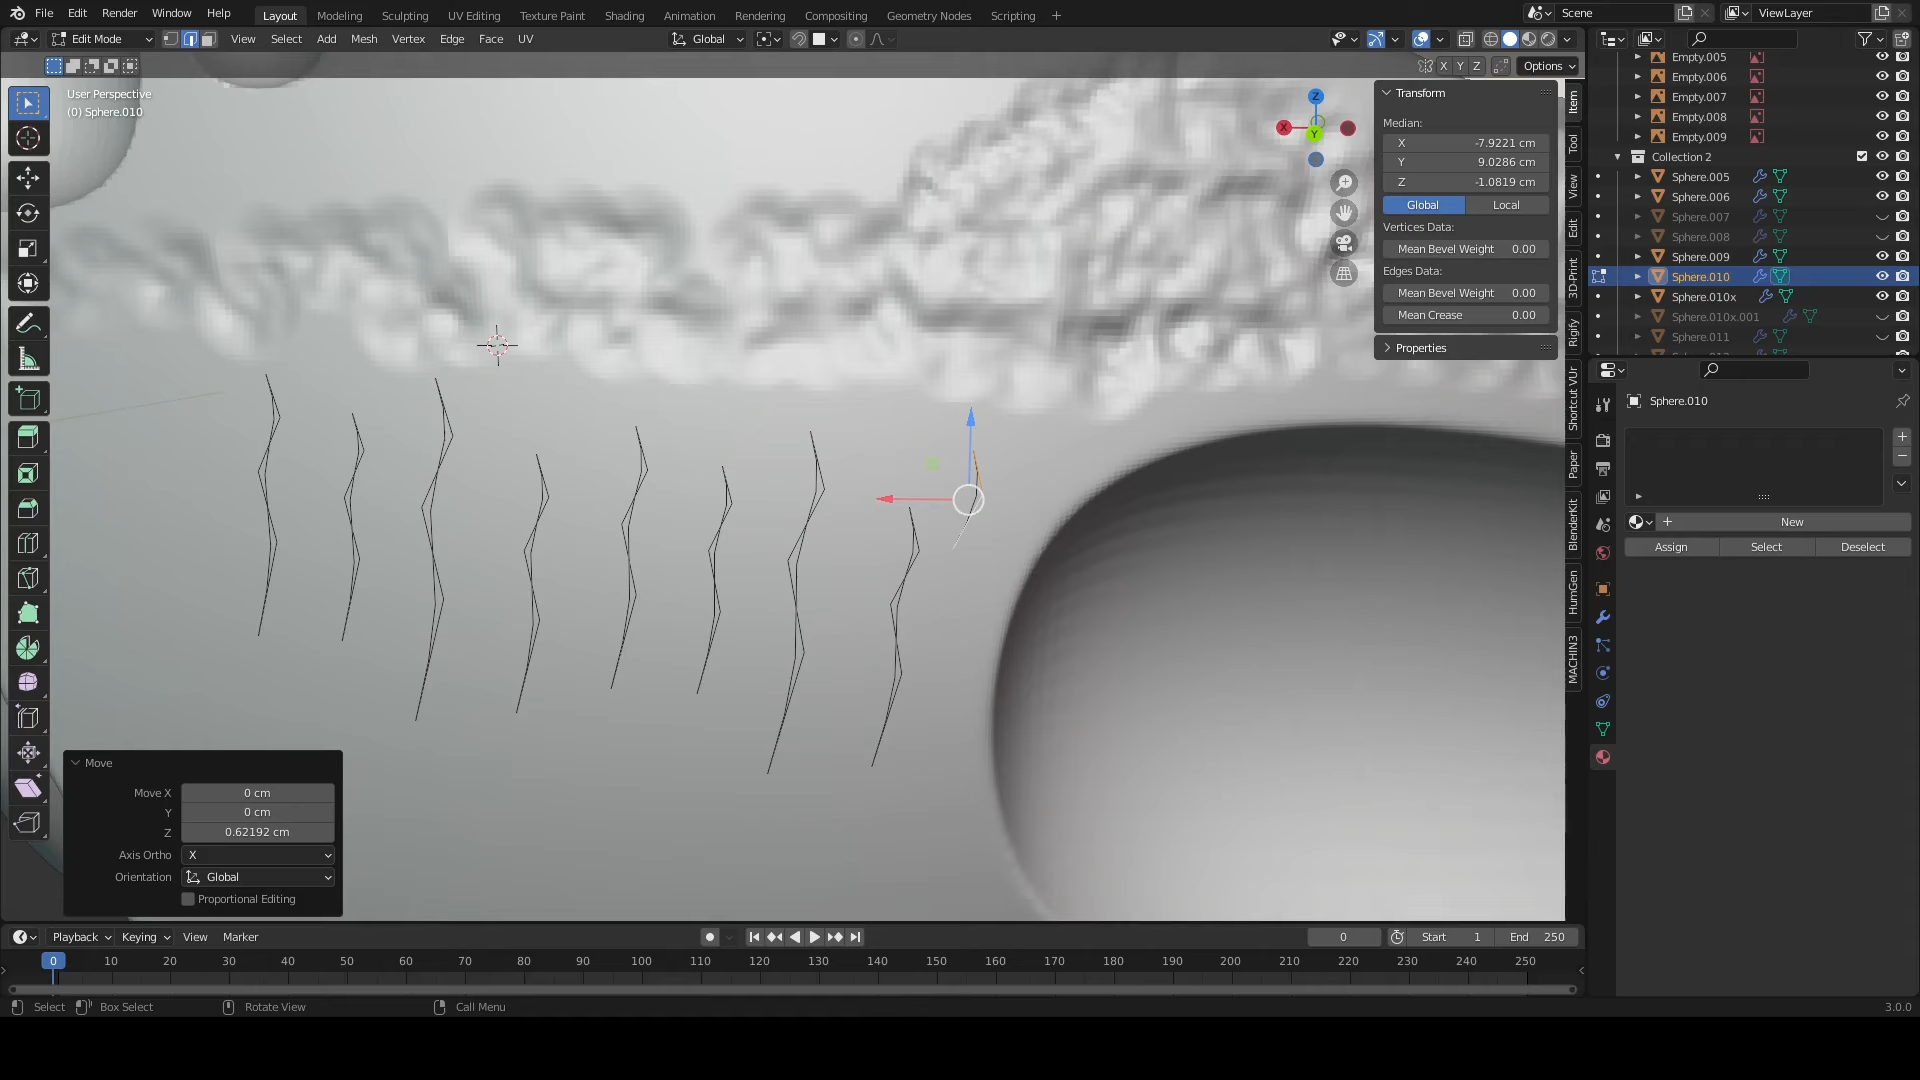 File Edit Render Window Help Layout Modeling Sculpting UV Editing Texture Paint Shading Animation Rendering Compositing Geometry Nodes Scripting + Scene ViewLayer
Edit Mode View Select Add Mesh Vertex Edge Face UV Global
X Y Z Options
User Perspective
(0) Sphere.010
Z
X
Y
Transform
Median:
X -7.9221 cm
Y 9.0286 cm
Z -1.0819 cm
Global Local
Vertices Data:
Mean Bevel Weight 0.00
Edges Data:
Mean Bevel Weight 0.00
Mean Crease 0.00
Properties
Item
Tool
View
Edit
3D-Print
Rigify
Shortcut VUr
Paper
BlenderKit
HumGen
MACHIN3
Empty.005
Empty.006
Empty.007
Empty.008
Empty.009
Collection 2
Sphere.005
Sphere.006
Sphere.007
Sphere.008
Sphere.009
Sphere.010
Sphere.010x
Sphere.010x.001
Sphere.011
Sphere.010
New
Assign Select Deselect
Move
Move X 0 cm
Y 0 cm
Z 0.62192 cm
Axis Ortho X
Orientation Global
Proportional Editing
Playback Keying View Marker 0 Start 1 End 250
0 10 20 30 40 50 60 70 80 90 100 110 120 130 140 150 160 170 180 190 200 210 220 230 240 250
Select Box Select Rotate View Call Menu 3.0.0